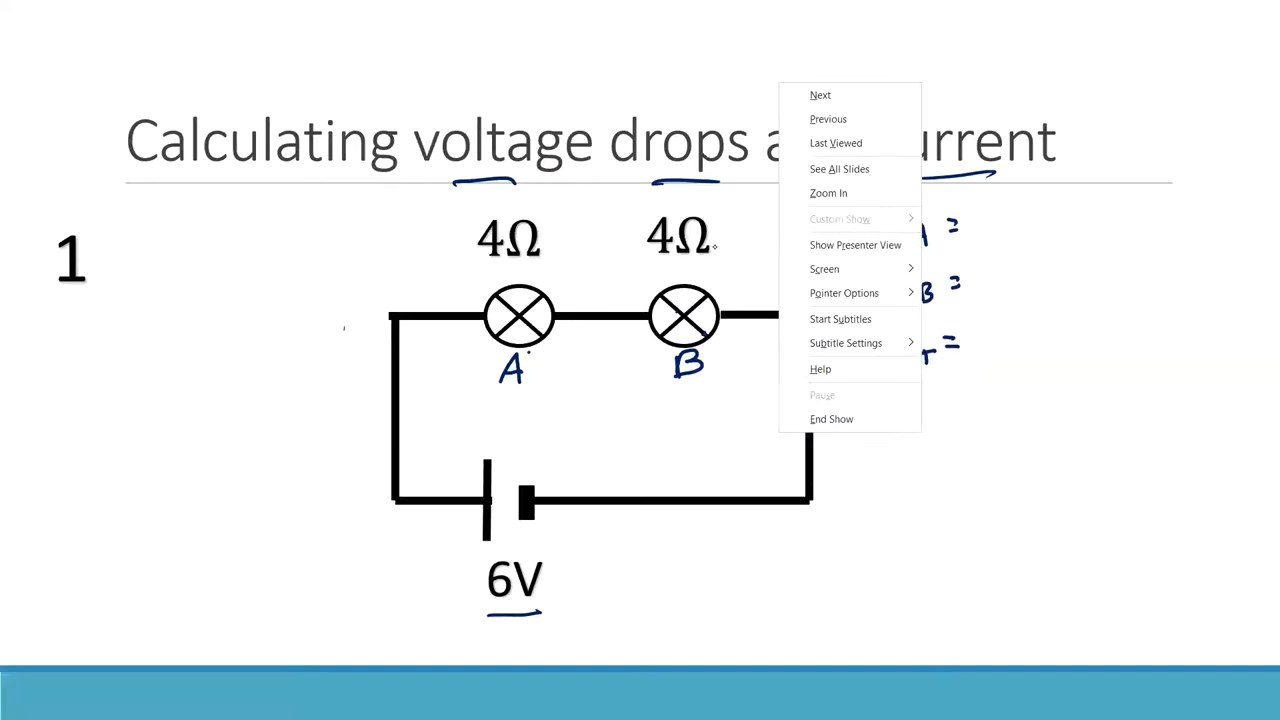 Calculating voltage drops a urrent
1
4Ω 4Ω
A B
6V
=
B =
T =
Next
Previous
Last Viewed
See All Slides
Zoom In
Custom Show
Show Presenter View
Screen
Pointer Options
Start Subtitles
Subtitle Settings
Help
Pause
End Show